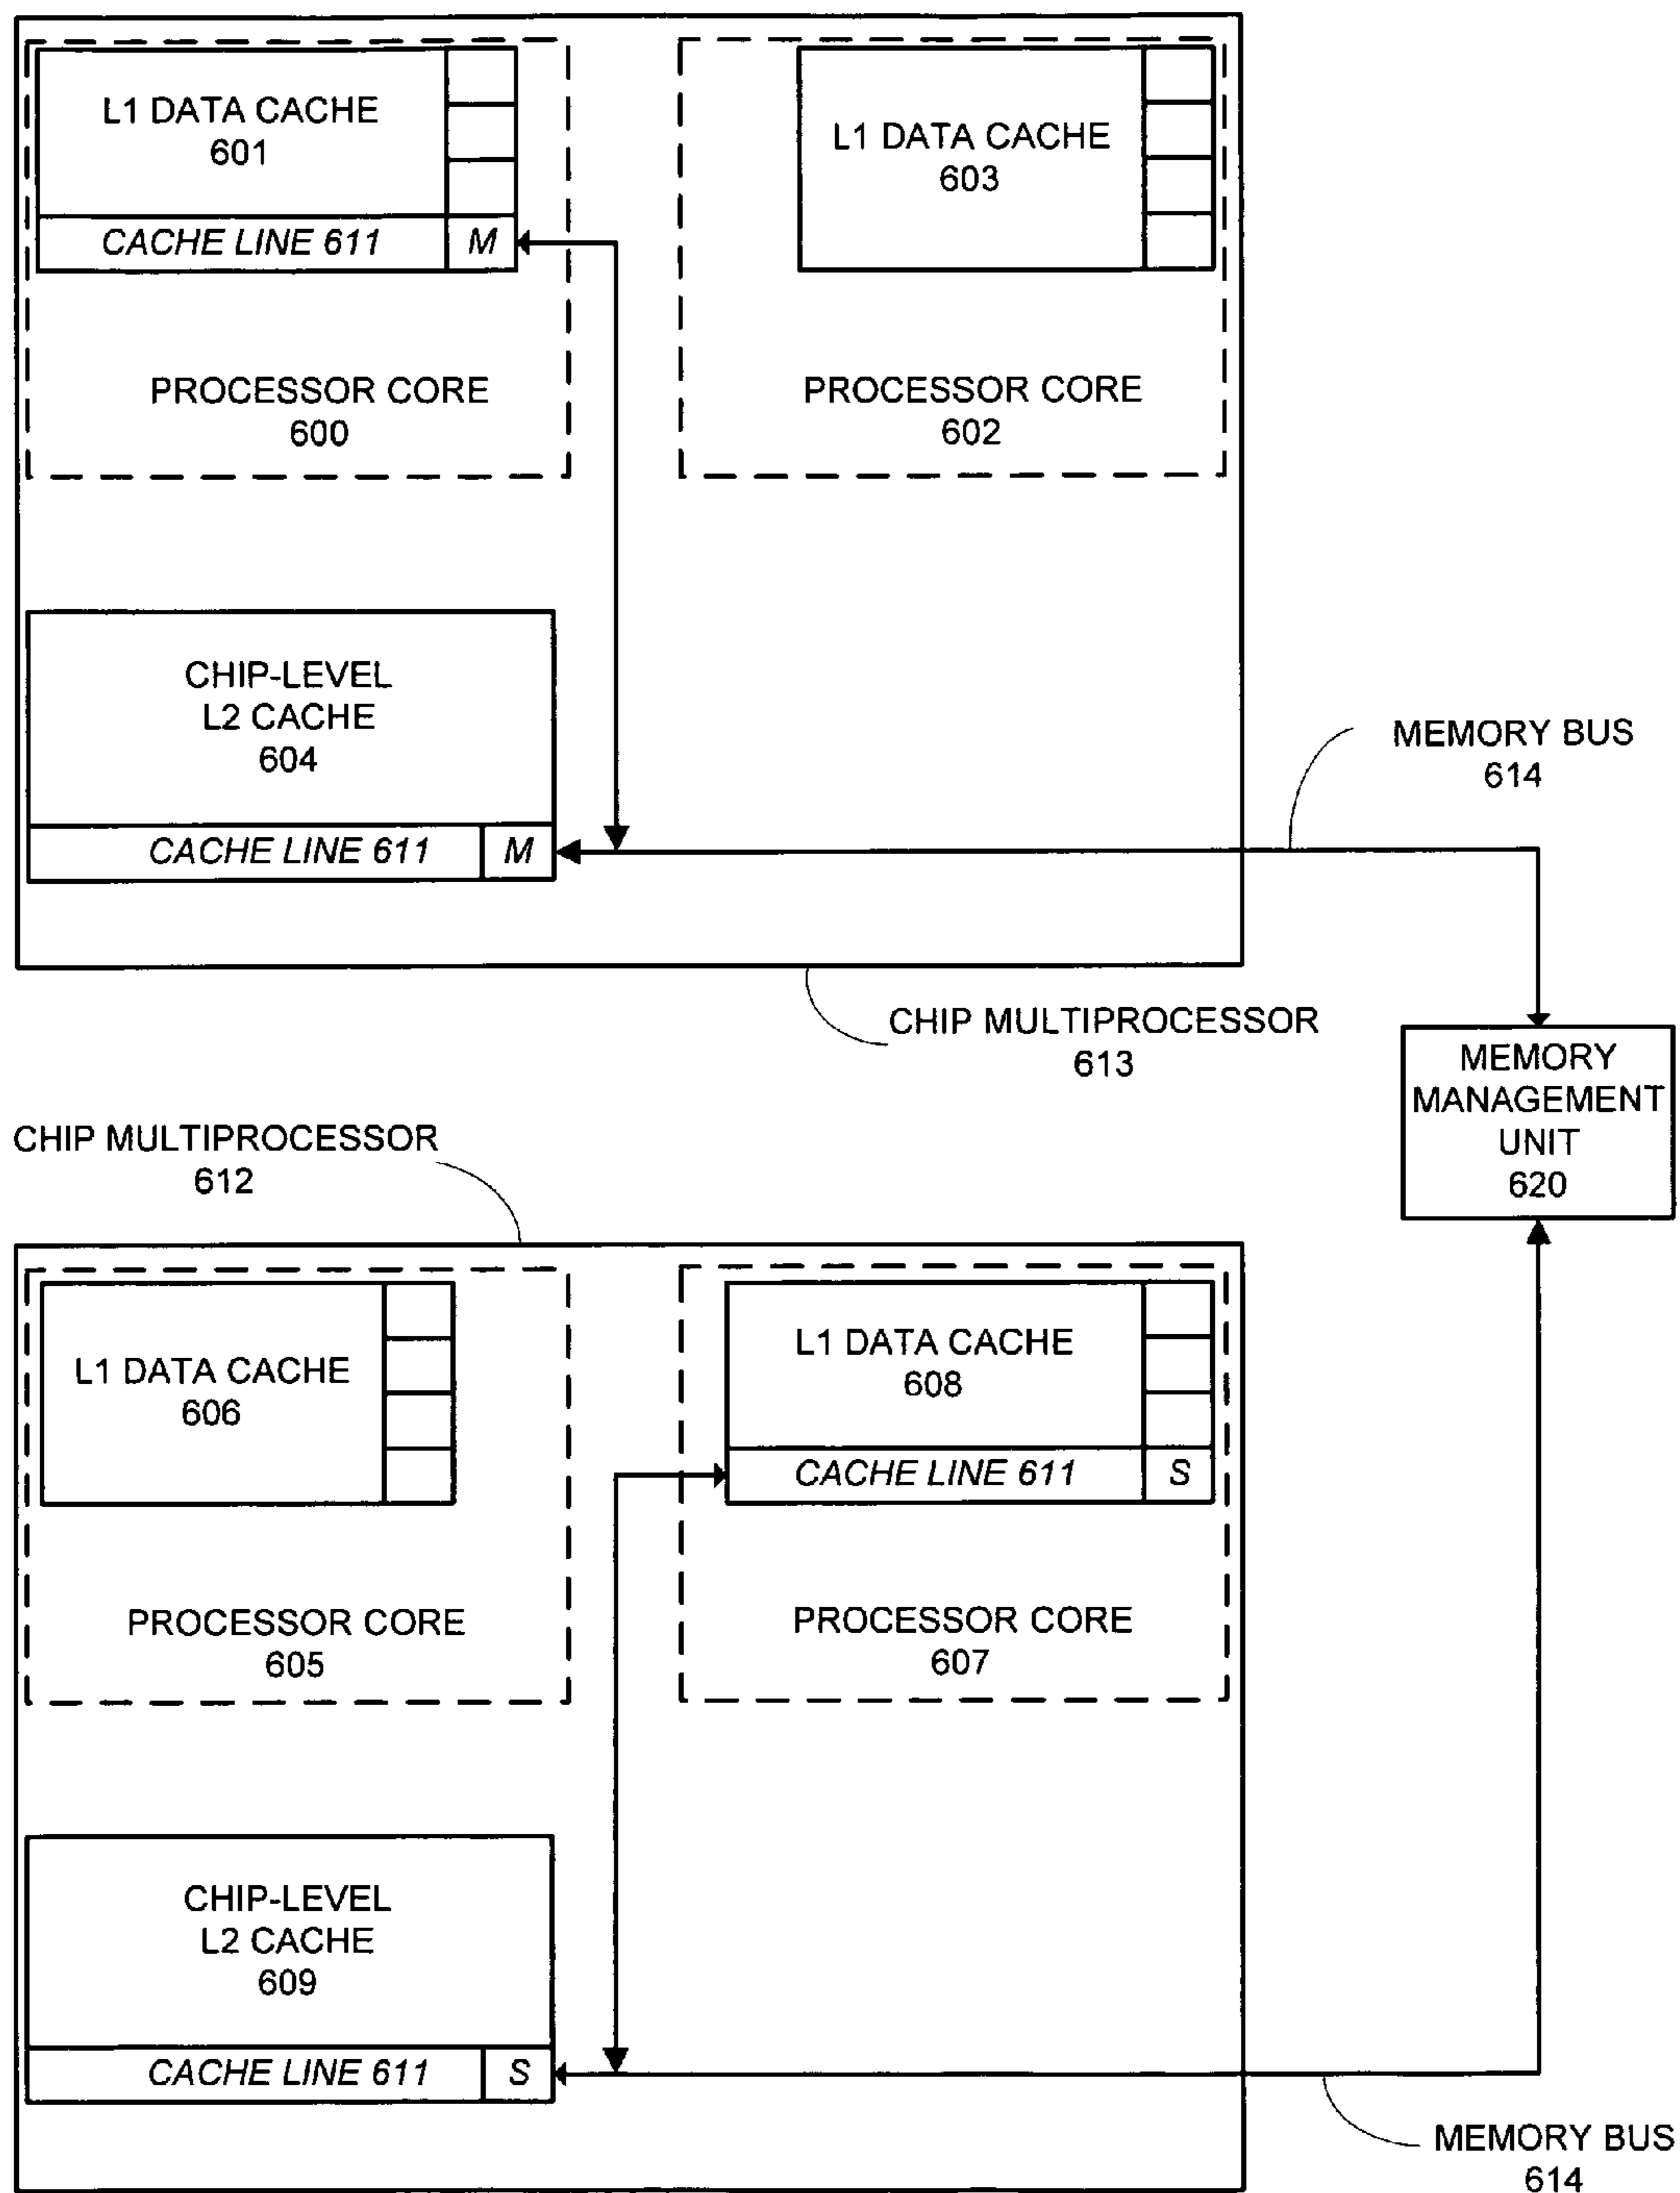 L1 DATA CACHE
601
CACHE LINE 611 M
PROCESSOR CORE
600
L1 DATA CACHE
603
PROCESSOR CORE
602
CHIP-LEVEL
L2 CACHE
604
CACHE LINE 611 M
MEMORY BUS
614
CHIP MULTIPROCESSOR
613
MEMORY
MANAGEMENT
UNIT
620
CHIP MULTIPROCESSOR
612
L1 DATA CACHE
606
PROCESSOR CORE
605
L1 DATA CACHE
608
CACHE LINE 611 S
PROCESSOR CORE
607
CHIP-LEVEL
L2 CACHE
609
CACHE LINE 611 S
MEMORY BUS
614